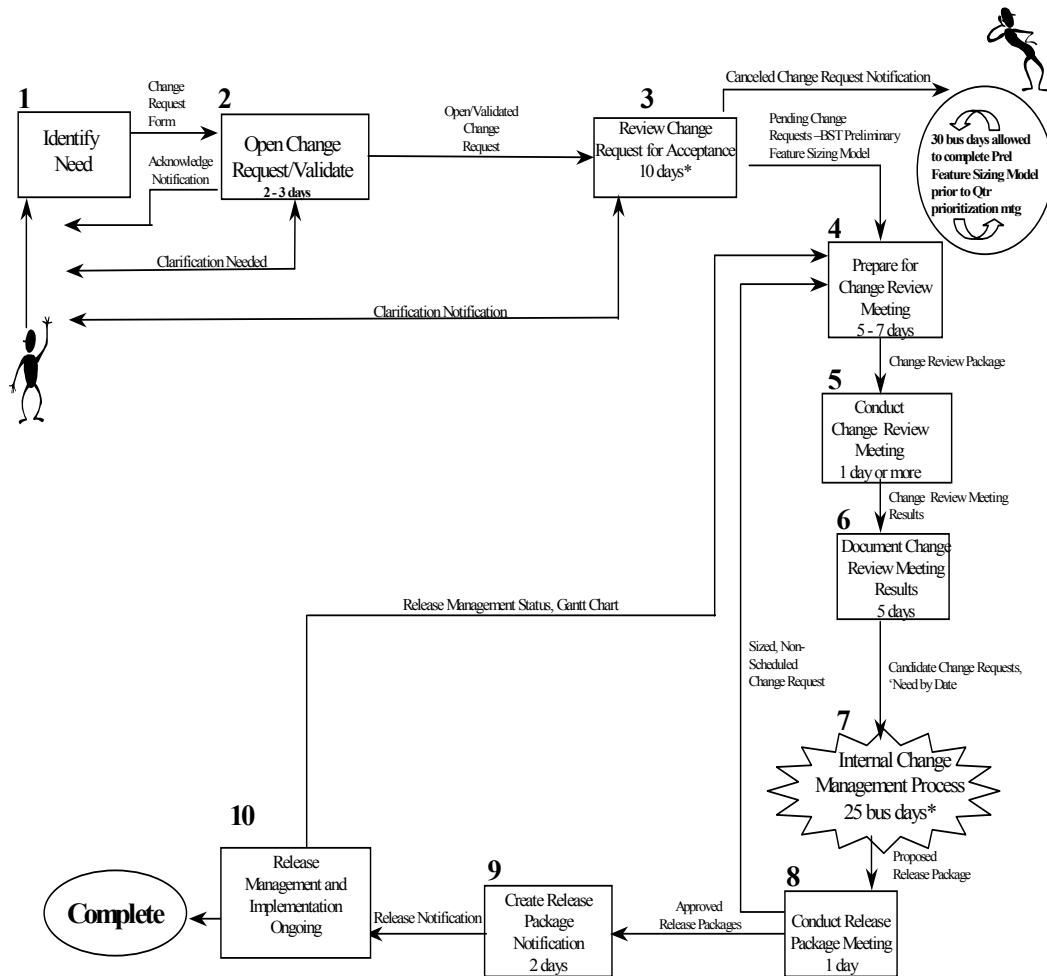 1
Identify
Need
Change
Request
Form
Acknowledge
Notification
2
Open Change
Request/Validate
2 - 3 days
Open/Validated
Change
Request
3
Review Change
Request for Acceptance
10 days*
Canceled Change Request Notification
Pending Change
Requests –BST Preliminary
Feature Sizing Model
30 bus days allowed
to complete Prel
Feature Sizing Model
prior to Qtr
prioritization mtg
Clarification Needed
Clarification Notification
4
Prepare for
Change Review
Meeting
5 - 7 days
Change Review Package
5
Conduct
Change Review
Meeting
1 day or more
Change Review Meeting
Results
6
Document Change
Review Meeting
Results
5 days
Release Management Status, Gantt Chart
Sized, Non-
Scheduled
Change Request
Candidate Change Requests,
‘Need by Date
7
Internal Change
Management Process
25 bus days*
Proposed
Release Package
8
Conduct Release
Package Meeting
1 day
Approved
Release Packages
9
Create Release
Package
Notification
2 days
Release Notification
10
Release
Management and
Implementation
Ongoing
Complete